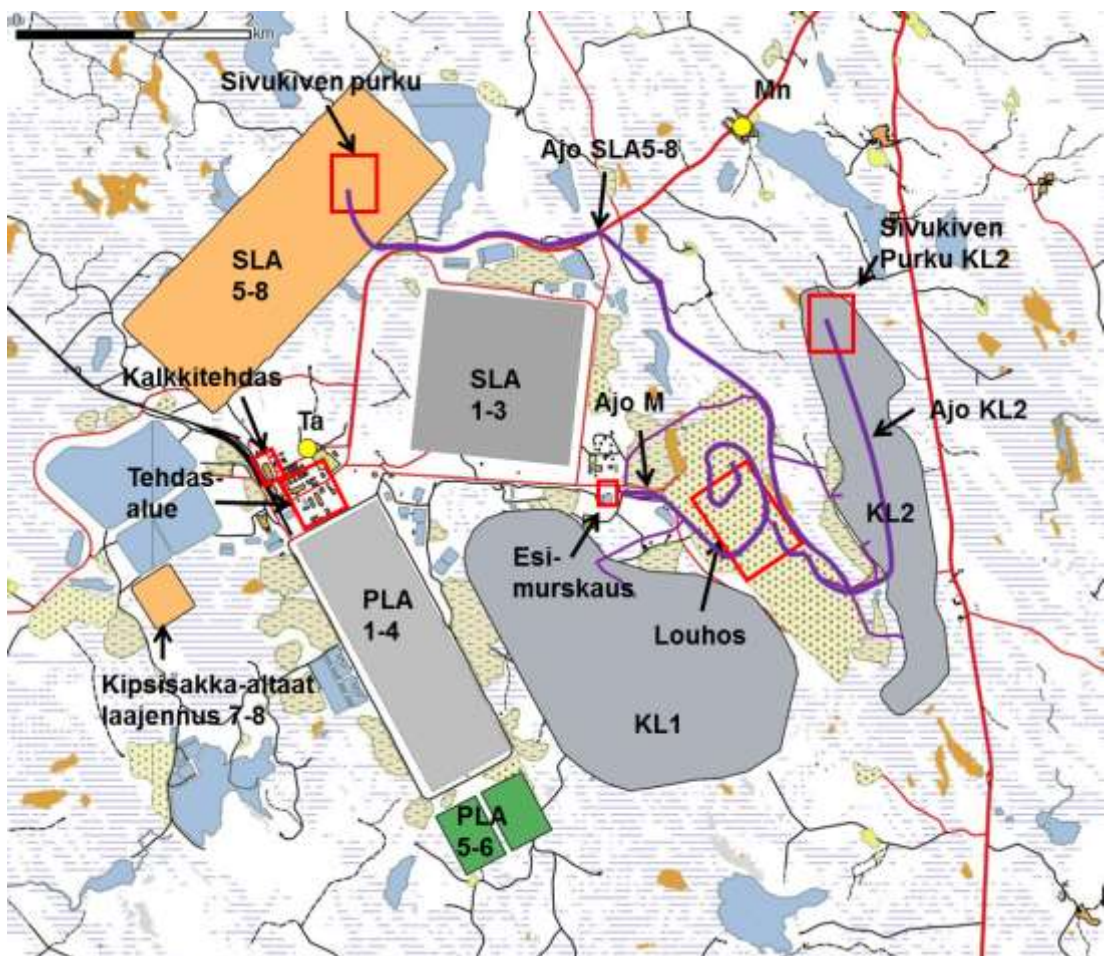 0 2
km
Sivukiven purku
Mn
Ajo SLA5-8
Sivukiven
Purku KL2
SLA
5-8
Kalkkitehdas
SLA
1-3
Ajo M
Ajo KL2
Ta
Tehdas-
alue
KL2
Esi-
murskaus
PLA
1-4
Louhos
Kipsisakka-altaat
laajennus 7-8
KL1
PLA
5-6